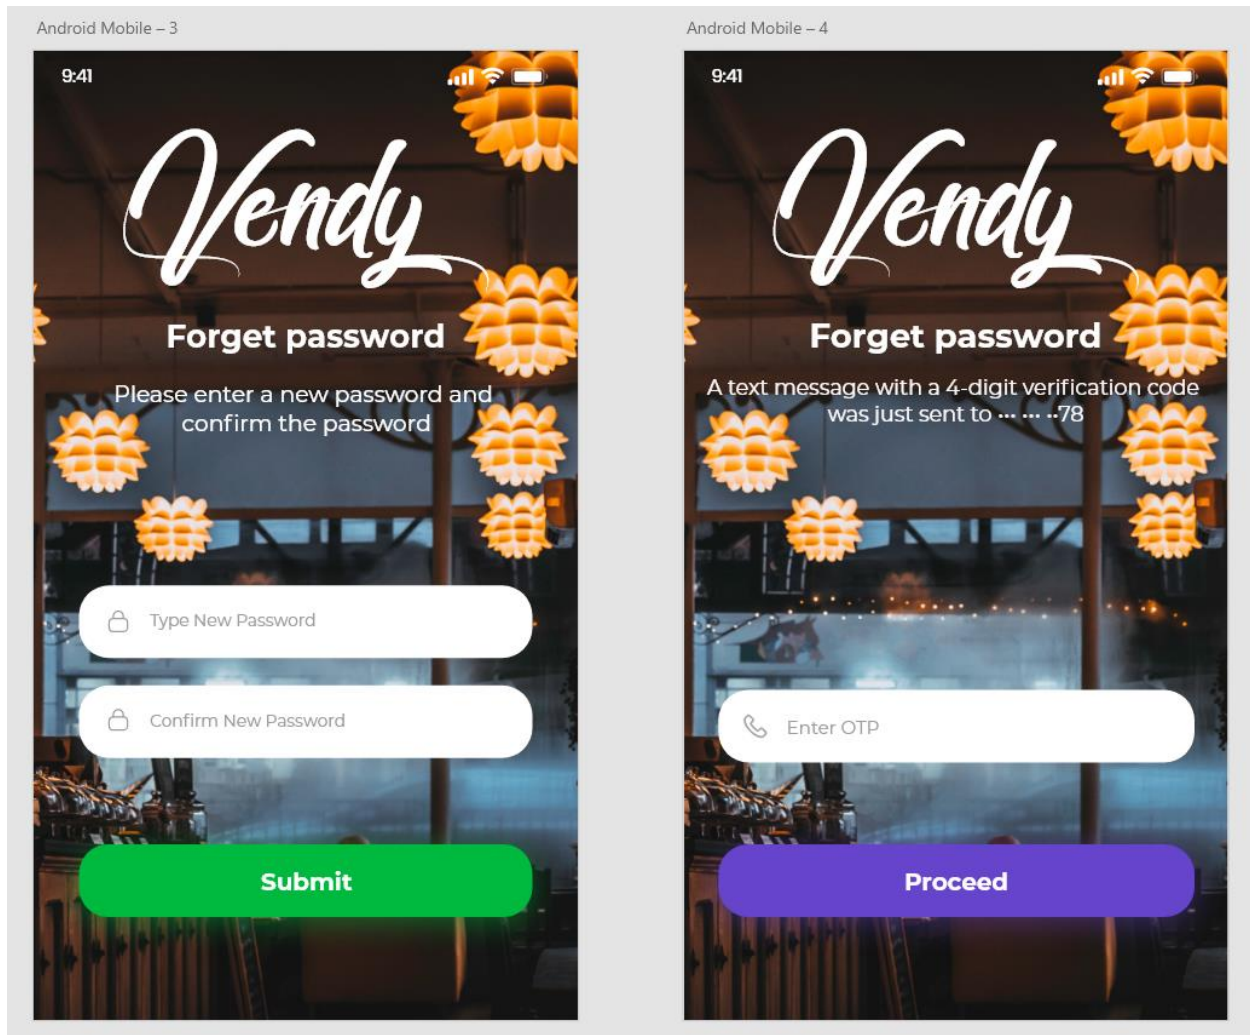 Android Mobile – 3
9:41
Vendy
Forget password
Please enter a new password and
confirm the password
Type New Password
Confirm New Password
Submit
Android Mobile – 4
9:41
Vendy
Forget password
A text message with a 4-digit verification code
was just sent to ··· ··· ··78
Enter OTP
Proceed